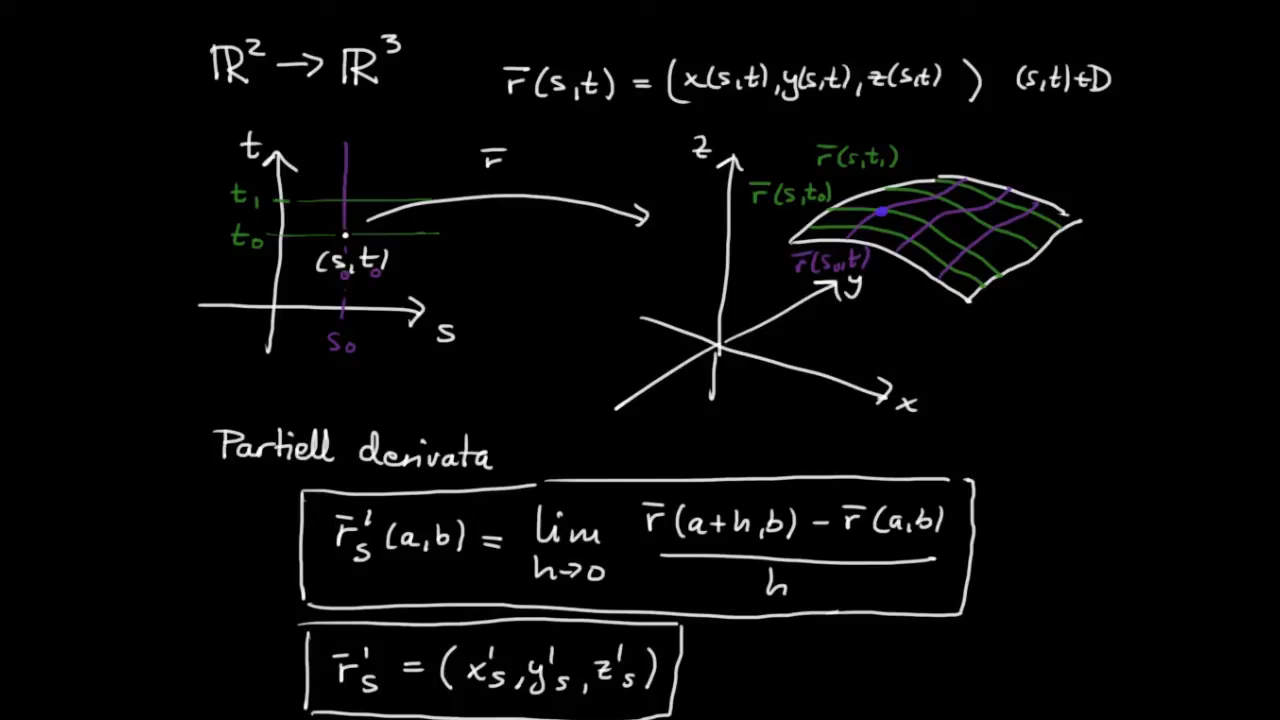 ℝ² → ℝ³
r̄(s,t) = (x(s,t), y(s,t), z(s,t)) (s,t)∈D
t
t₁
t₀
(s₀,t₀)
s₀
s
r̄
z
r̄(s,t₁)
r̄(s,t₀)
r̄(s₀,t)
y
x
Partiell derivata
r̄'ₛ(a,b) = lim h→0 (r̄(a+h,b) − r̄(a,b)) / h
r̄'ₛ = (x'ₛ, y'ₛ, z'ₛ)